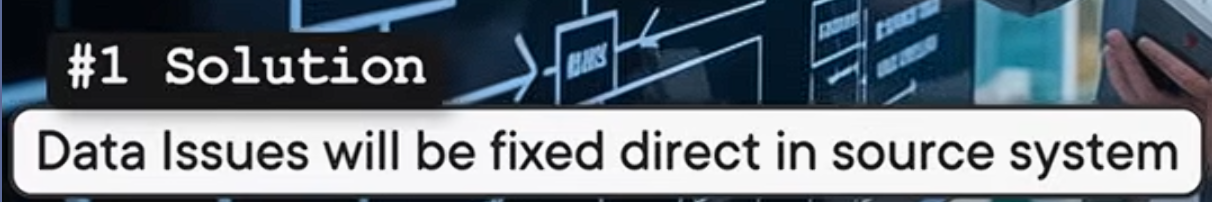 #1 Solution
Data Issues will be fixed direct in source system